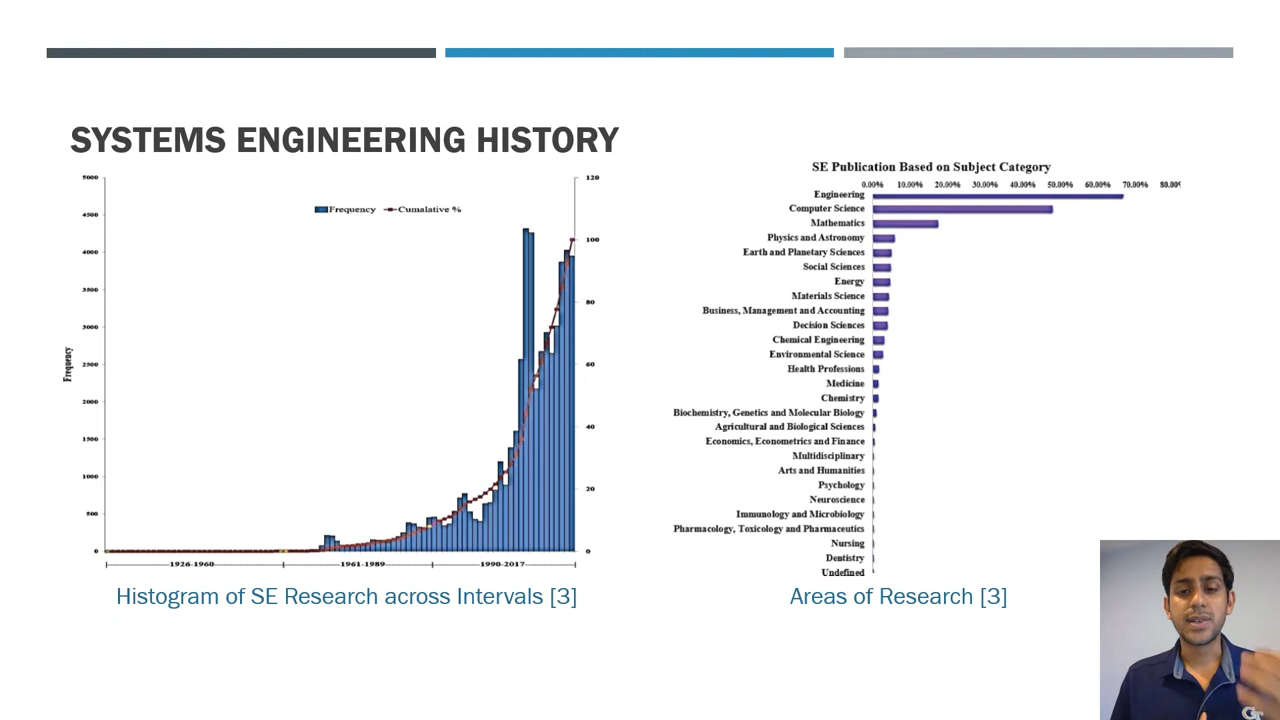 SYSTEMS ENGINEERING HISTORY
5000
4500
4000
3500
3000
2500
2000
1500
1000
500
0
Frequency
Frequency
Cumulative %
120
100
80
60
40
20
0
1926-1960
1961-1989
1990-2017
Histogram of SE Research across Intervals [3]
SE Publication Based on Subject Category
0.00% 10.00% 20.00% 30.00% 40.00% 50.00% 60.00% 70.00% 80.00%
Engineering
Computer Science
Mathematics
Physics and Astronomy
Earth and Planetary Sciences
Social Sciences
Energy
Materials Science
Business, Management and Accounting
Decision Sciences
Chemical Engineering
Environmental Science
Health Professions
Medicine
Chemistry
Biochemistry, Genetics and Molecular Biology
Agricultural and Biological Sciences
Economics, Econometrics and Finance
Multidisciplinary
Arts and Humanities
Psychology
Neuroscience
Immunology and Microbiology
Pharmacology, Toxicology and Pharmaceutics
Nursing
Dentistry
Undefined
Areas of Research [3]
GT